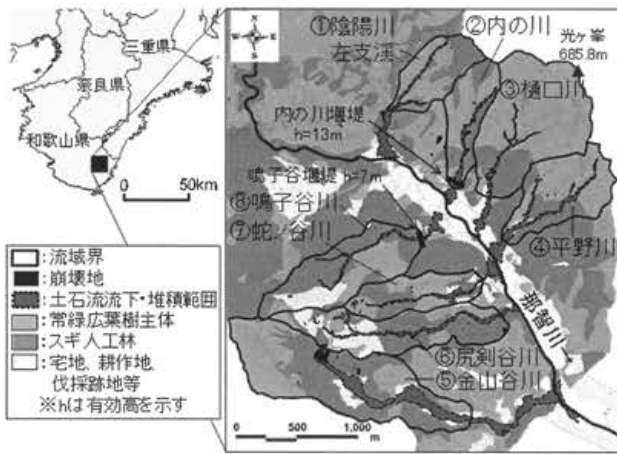 三重県
奈良県
和歌山県
0 50km
N
W E
S
①陰陽川
左支渓
②内の川
光ヶ峯
685.8m
③樋口川
内の川堰堤
h=13m
鳴子谷堰堤 h=7m
⑧鳴子谷川
⑦蛇ノ谷川
④平野川
那智川
⑥尻剣谷川
⑤金山谷川
0 500 1,000
m
:流域界
:崩壊地
:土石流流下・堆積範囲
:常緑広葉樹主体
:スギ人工林
:宅地、耕作地、
伐採跡地等
※hは有効高を示す